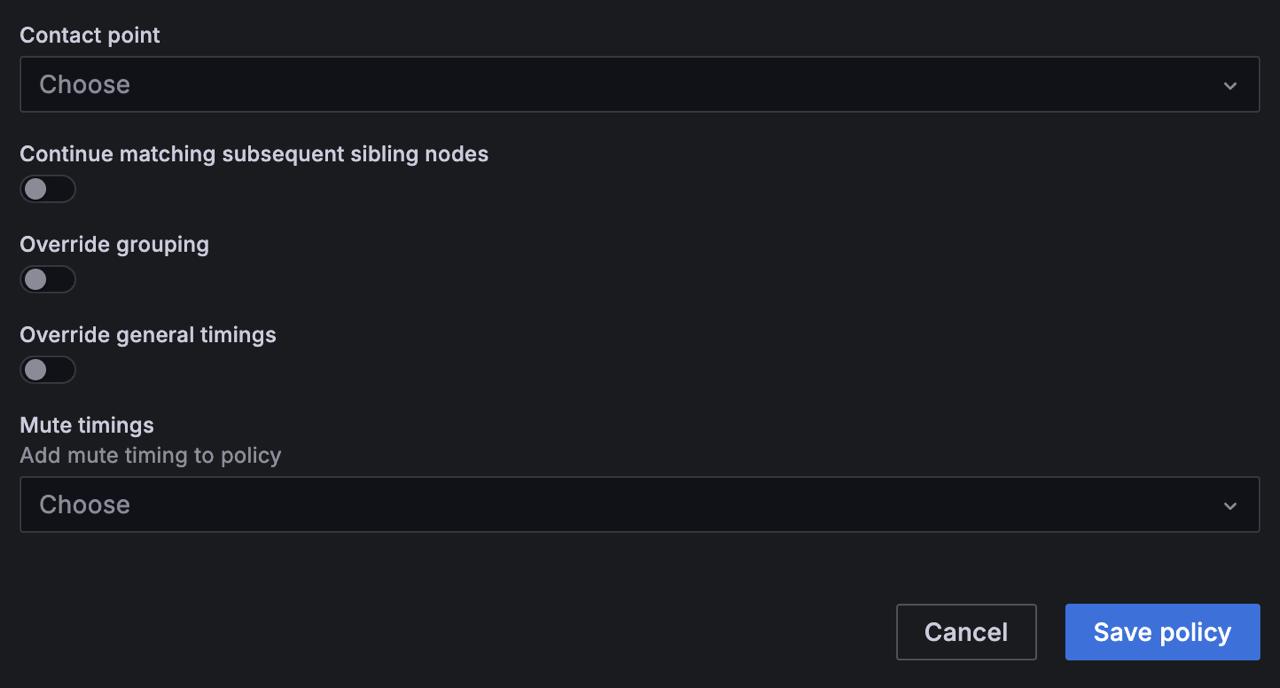 Contact point
Choose
Continue matching subsequent sibling nodes
Override grouping
Override general timings
Mute timings
Add mute timing to policy
Choose
Cancel
Save policy